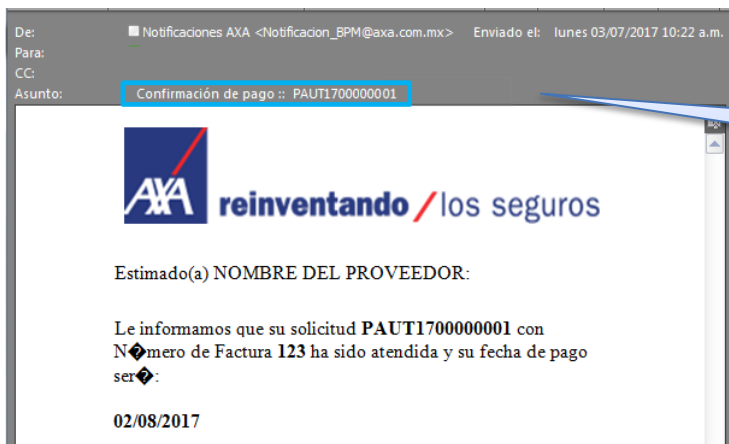 De: Notificaciones AXA <Notificacion_BPM@axa.com.mx> Enviado el: lunes 03/07/2017 10:22 a.m.
Para:
CC:
Asunto: Confirmación de pago :: PAUT1700000001
AXA reinventando / los seguros
Estimado(a) NOMBRE DEL PROVEEDOR:
Le informamos que su solicitud PAUT1700000001 con
N�mero de Factura 123 ha sido atendida y su fecha de pago
ser�:
02/08/2017